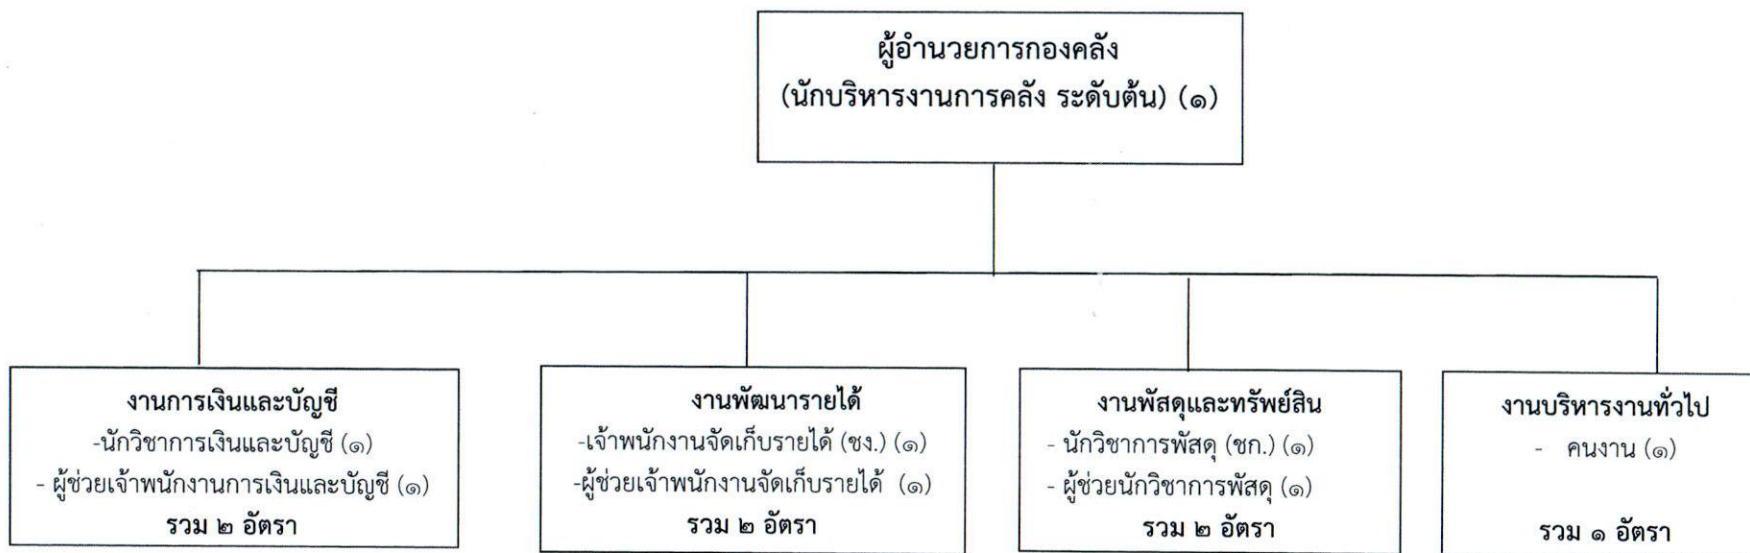 ผู้อำนวยการกองคลัง
(นักบริหารงานการคลัง ระดับต้น) (๑)
งานการเงินและบัญชี
-นักวิชาการเงินและบัญชี (๑)
- ผู้ช่วยเจ้าพนักงานการเงินและบัญชี (๑)
รวม ๒ อัตรา
งานพัฒนารายได้
-เจ้าพนักงานจัดเก็บรายได้ (ชง.) (๑)
-ผู้ช่วยเจ้าพนักงานจัดเก็บรายได้ (๑)
รวม ๒ อัตรา
งานพัสดุและทรัพย์สิน
- นักวิชาการพัสดุ (ชก.) (๑)
- ผู้ช่วยนักวิชาการพัสดุ (๑)
รวม ๒ อัตรา
งานบริหารงานทั่วไป
- คนงาน (๑)
รวม ๑ อัตรา